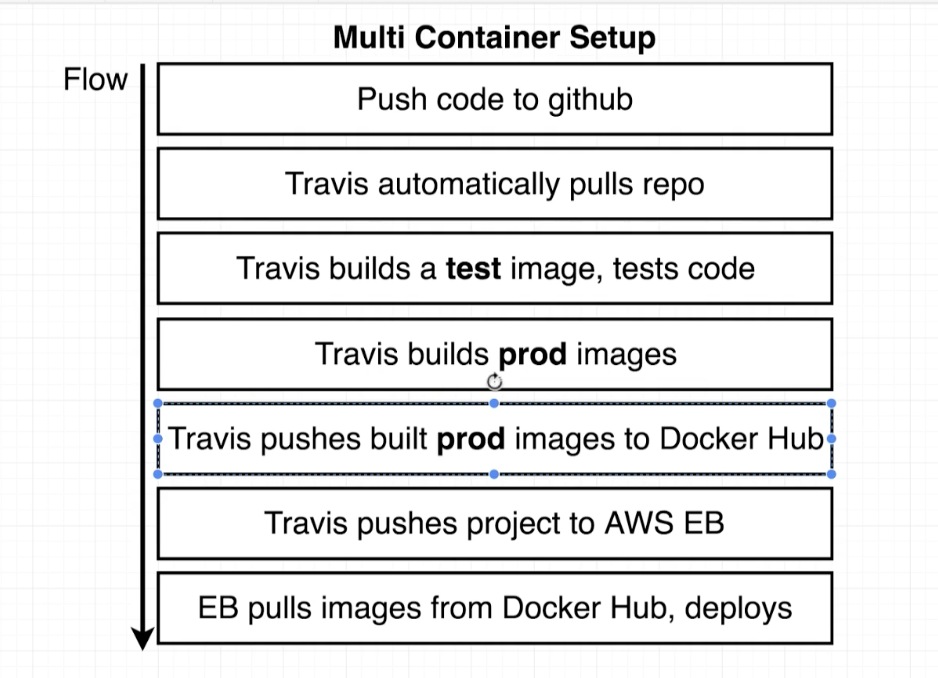 Multi Container Setup
Flow
Push code to github
Travis automatically pulls repo
Travis builds a test image, tests code
Travis builds prod images
Travis pushes built prod images to Docker Hub
Travis pushes project to AWS EB
EB pulls images from Docker Hub, deploys